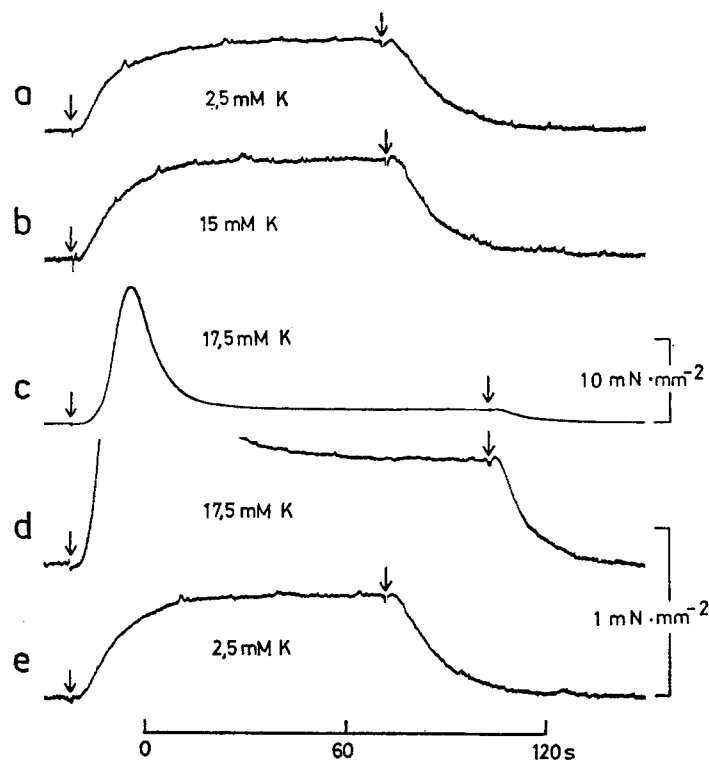 a
2,5 mM K
b
15 mM K
c
17,5 mM K
10 mN·mm⁻²
d
17,5 mM K
e
2,5 mM K
1 mN·mm⁻²
0 60 120 s